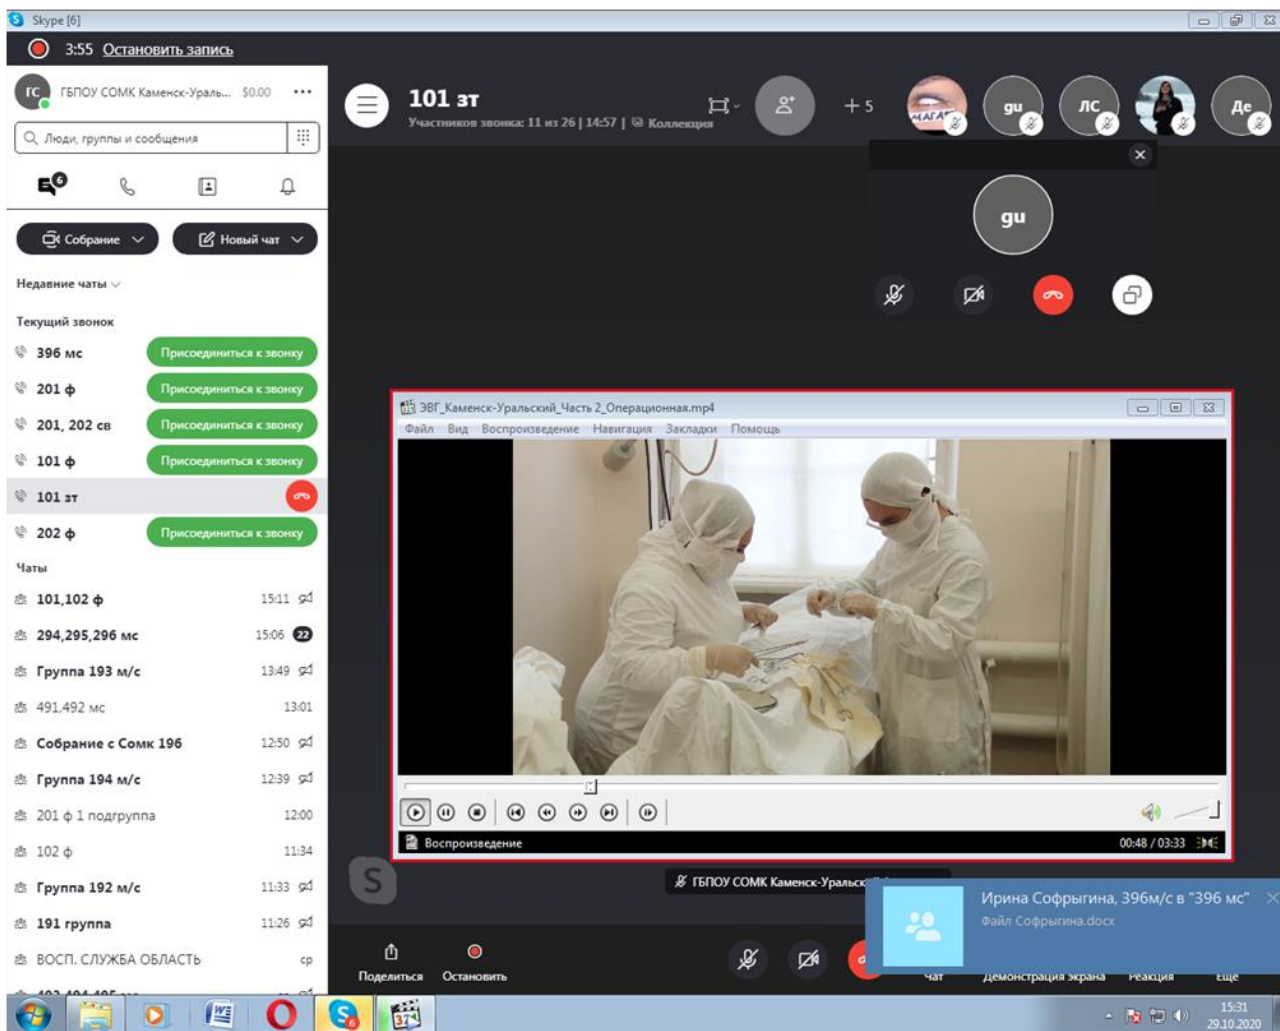 Skype [6]
3:55 Остановить запись
ГС ГБПОУ СОМК Каменск-Ураль... $0.00
Люди, группы и сообщения
6
Собрание
Новый чат
Недавние чаты
Текущий звонок
396 мс Присоединиться к звонку
201 ф Присоединиться к звонку
201, 202 св Присоединиться к звонку
101 ф Присоединиться к звонку
101 зт
202 ф Присоединиться к звонку
Чаты
101,102 ф 15:11
294,295,296 мс 15:06 22
Группа 193 м/с 13:49
491.492 мс 13:01
Собрание с Сомк 196 12:50
Группа 194 м/с 12:39
201 ф 1 подгруппа 12:00
102 ф 11:34
Группа 192 м/с 11:33
191 группа 11:26
ВОСП. СЛУЖБА ОБЛАСТЬ ср
101 зт
Участников звонка: 11 из 26 | 14:57 | Коллекция
+ 5
gu
ЛС
Де
gu
ЭВГ_Каменск-Уральский_Часть 2_Операционная.mp4
Файл Вид Воспроизведение Навигация Закладки Помощь
Воспроизведение 00:48 / 03:33
S
ГБПОУ СОМК Каменск-Уральск
Ирина Софрыгина, 396м/с в "396 мс"
Файл Софрыгина.docx
Поделиться
Остановить
Чат
Демонстрация экрана
Реакция
Еще
15:31
29.10.2020